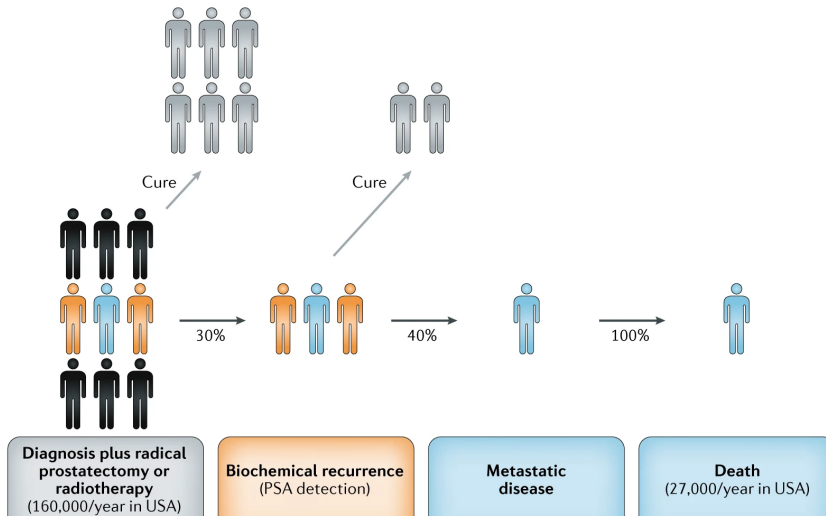 Cure
Cure
30%
40%
100%
Diagnosis plus radical
prostatectomy or
radiotherapy
(160,000/year in USA)
Biochemical recurrence
(PSA detection)
Metastatic
disease
Death
(27,000/year in USA)